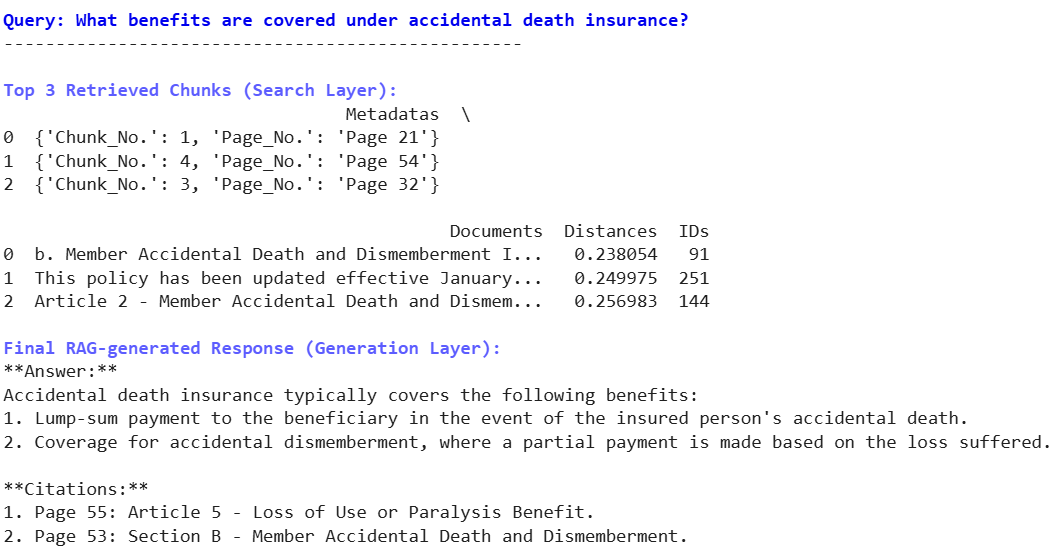 Query: What benefits are covered under accidental death insurance?
--------------------------------------------------
Top 3 Retrieved Chunks (Search Layer):
Metadatas \
0 {'Chunk_No.': 1, 'Page_No.': 'Page 21'}
1 {'Chunk_No.': 4, 'Page_No.': 'Page 54'}
2 {'Chunk_No.': 3, 'Page_No.': 'Page 32'}
Documents Distances IDs
0 b. Member Accidental Death and Dismemberment I... 0.238054 91
1 This policy has been updated effective January... 0.249975 251
2 Article 2 - Member Accidental Death and Dismem... 0.256983 144
Final RAG-generated Response (Generation Layer):
**Answer:**
Accidental death insurance typically covers the following benefits:
1. Lump-sum payment to the beneficiary in the event of the insured person's accidental death.
2. Coverage for accidental dismemberment, where a partial payment is made based on the loss suffered.
**Citations:**
1. Page 55: Article 5 - Loss of Use or Paralysis Benefit.
2. Page 53: Section B - Member Accidental Death and Dismemberment.